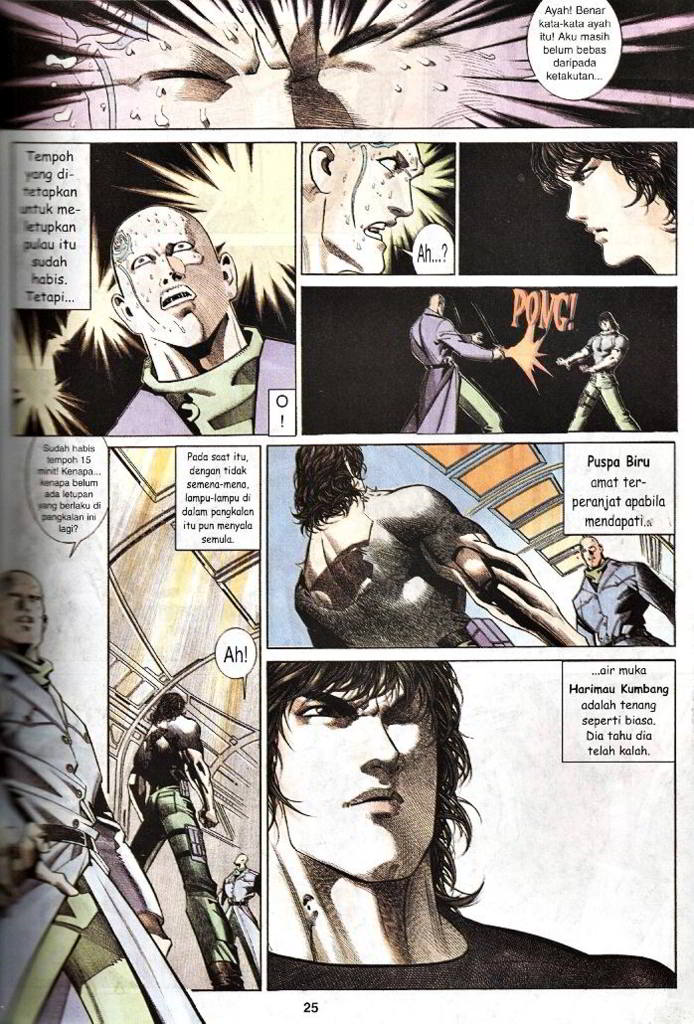 Ayah! Benar
kata-kata ayah
itu! Aku masih
belum bebas
daripada
ketakutan...
Tempoh
yang di-
tetapkan
untuk me-
letupkan
pulau itu
sudah
habis.
Tetapi...
O
!
Ah...?
PONG!
Sudah habis
tempoh 15
minit! Kenapa...
kenapa belum
ada letupan
yang berlaku di
pangkalan ini
lagi?
Pada saat itu,
dengan tidak
semena-mena,
lampu-lampu di
dalam pangkalan
itu pun menyala
semula.
Ah!
Puspa Biru
amat ter-
peranjat apabila
mendapati...
...air muka
Harimau Kumbang
adalah tenang
seperti biasa.
Dia tahu dia
telah kalah.
25